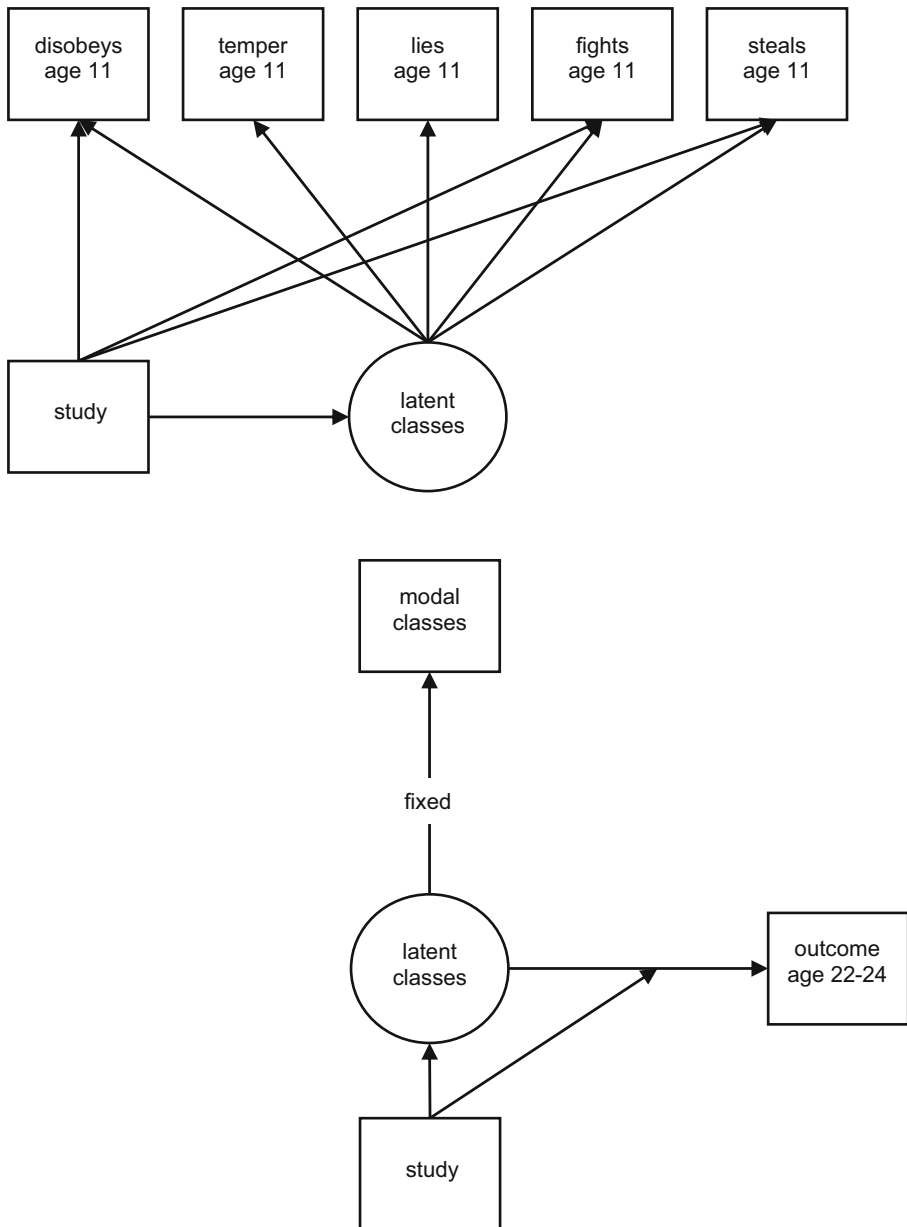 disobeys
age 11
temper
age 11
lies
age 11
fights
age 11
steals
age 11
study
latent
classes
modal
classes
fixed
latent
classes
outcome
age 22-24
study